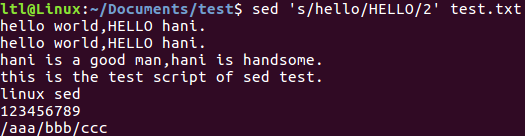 ltl@Linux:~/Documents/test$ sed 's/hello/HELLO/2' test.txt
hello world,HELLO hani.
hello world,HELLO hani.
hani is a good man,hani is handsome.
this is the test script of sed test.
linux sed
123456789
/aaa/bbb/ccc